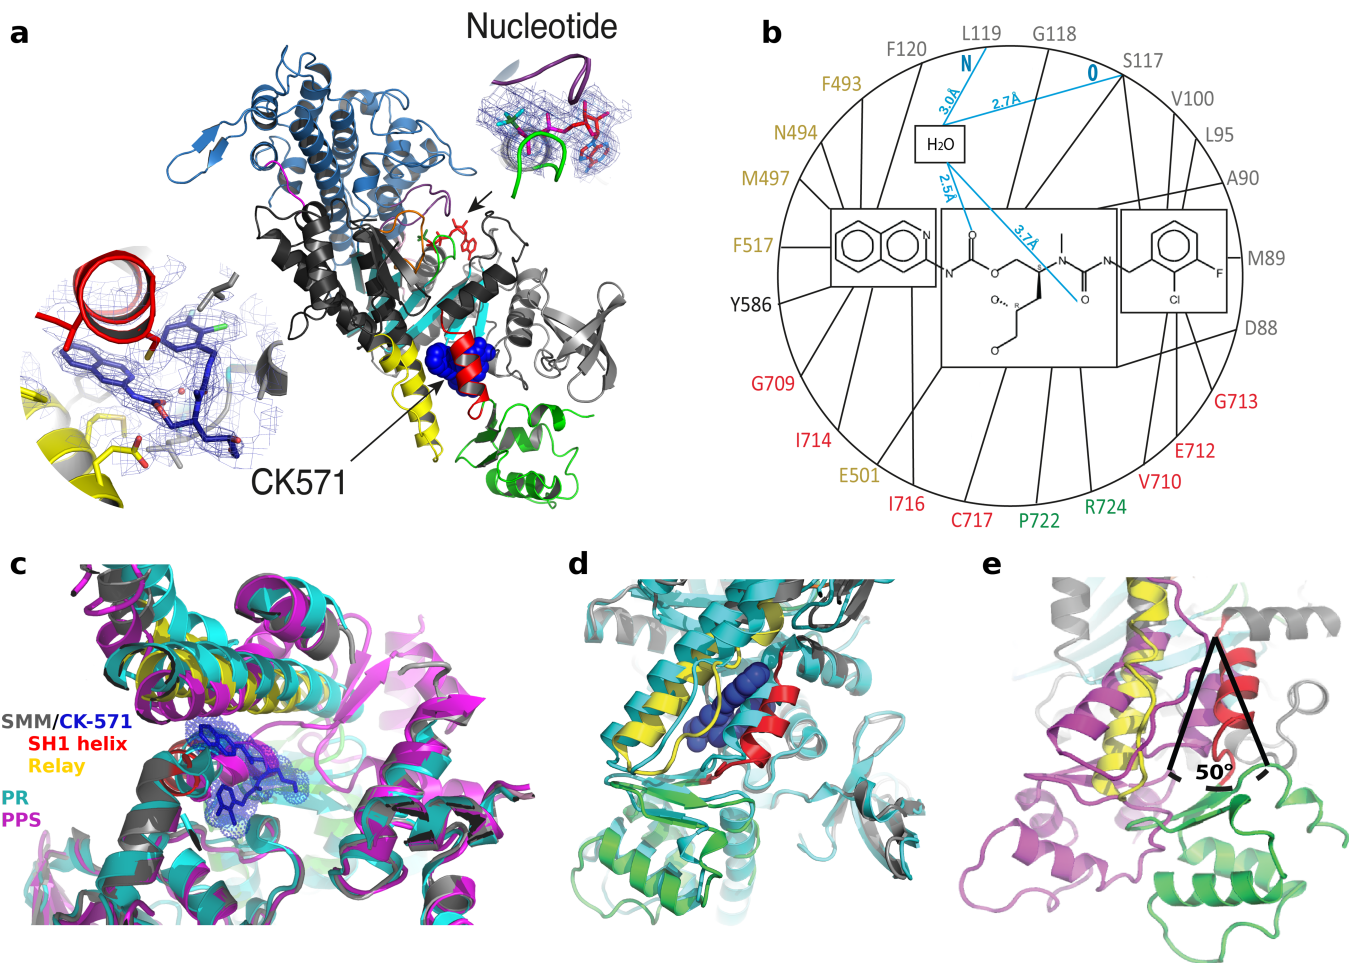 a
Nucleotide
CK571
b
L119
G118
F120
S117
F493
V100
N494
L95
M497
A90
F517
M89
Y586
D88
G709
G713
I714
E712
E501
V710
I716
R724
C717
P722
N
O
3.0Å
2.7Å
H₂O
2.5Å
3.7Å
N
O
N
N
S
N
O
O
O
R
F
Cl
O
c
SMM/CK-571
SH1 helix
Relay
PR
PPS
d
e
50°